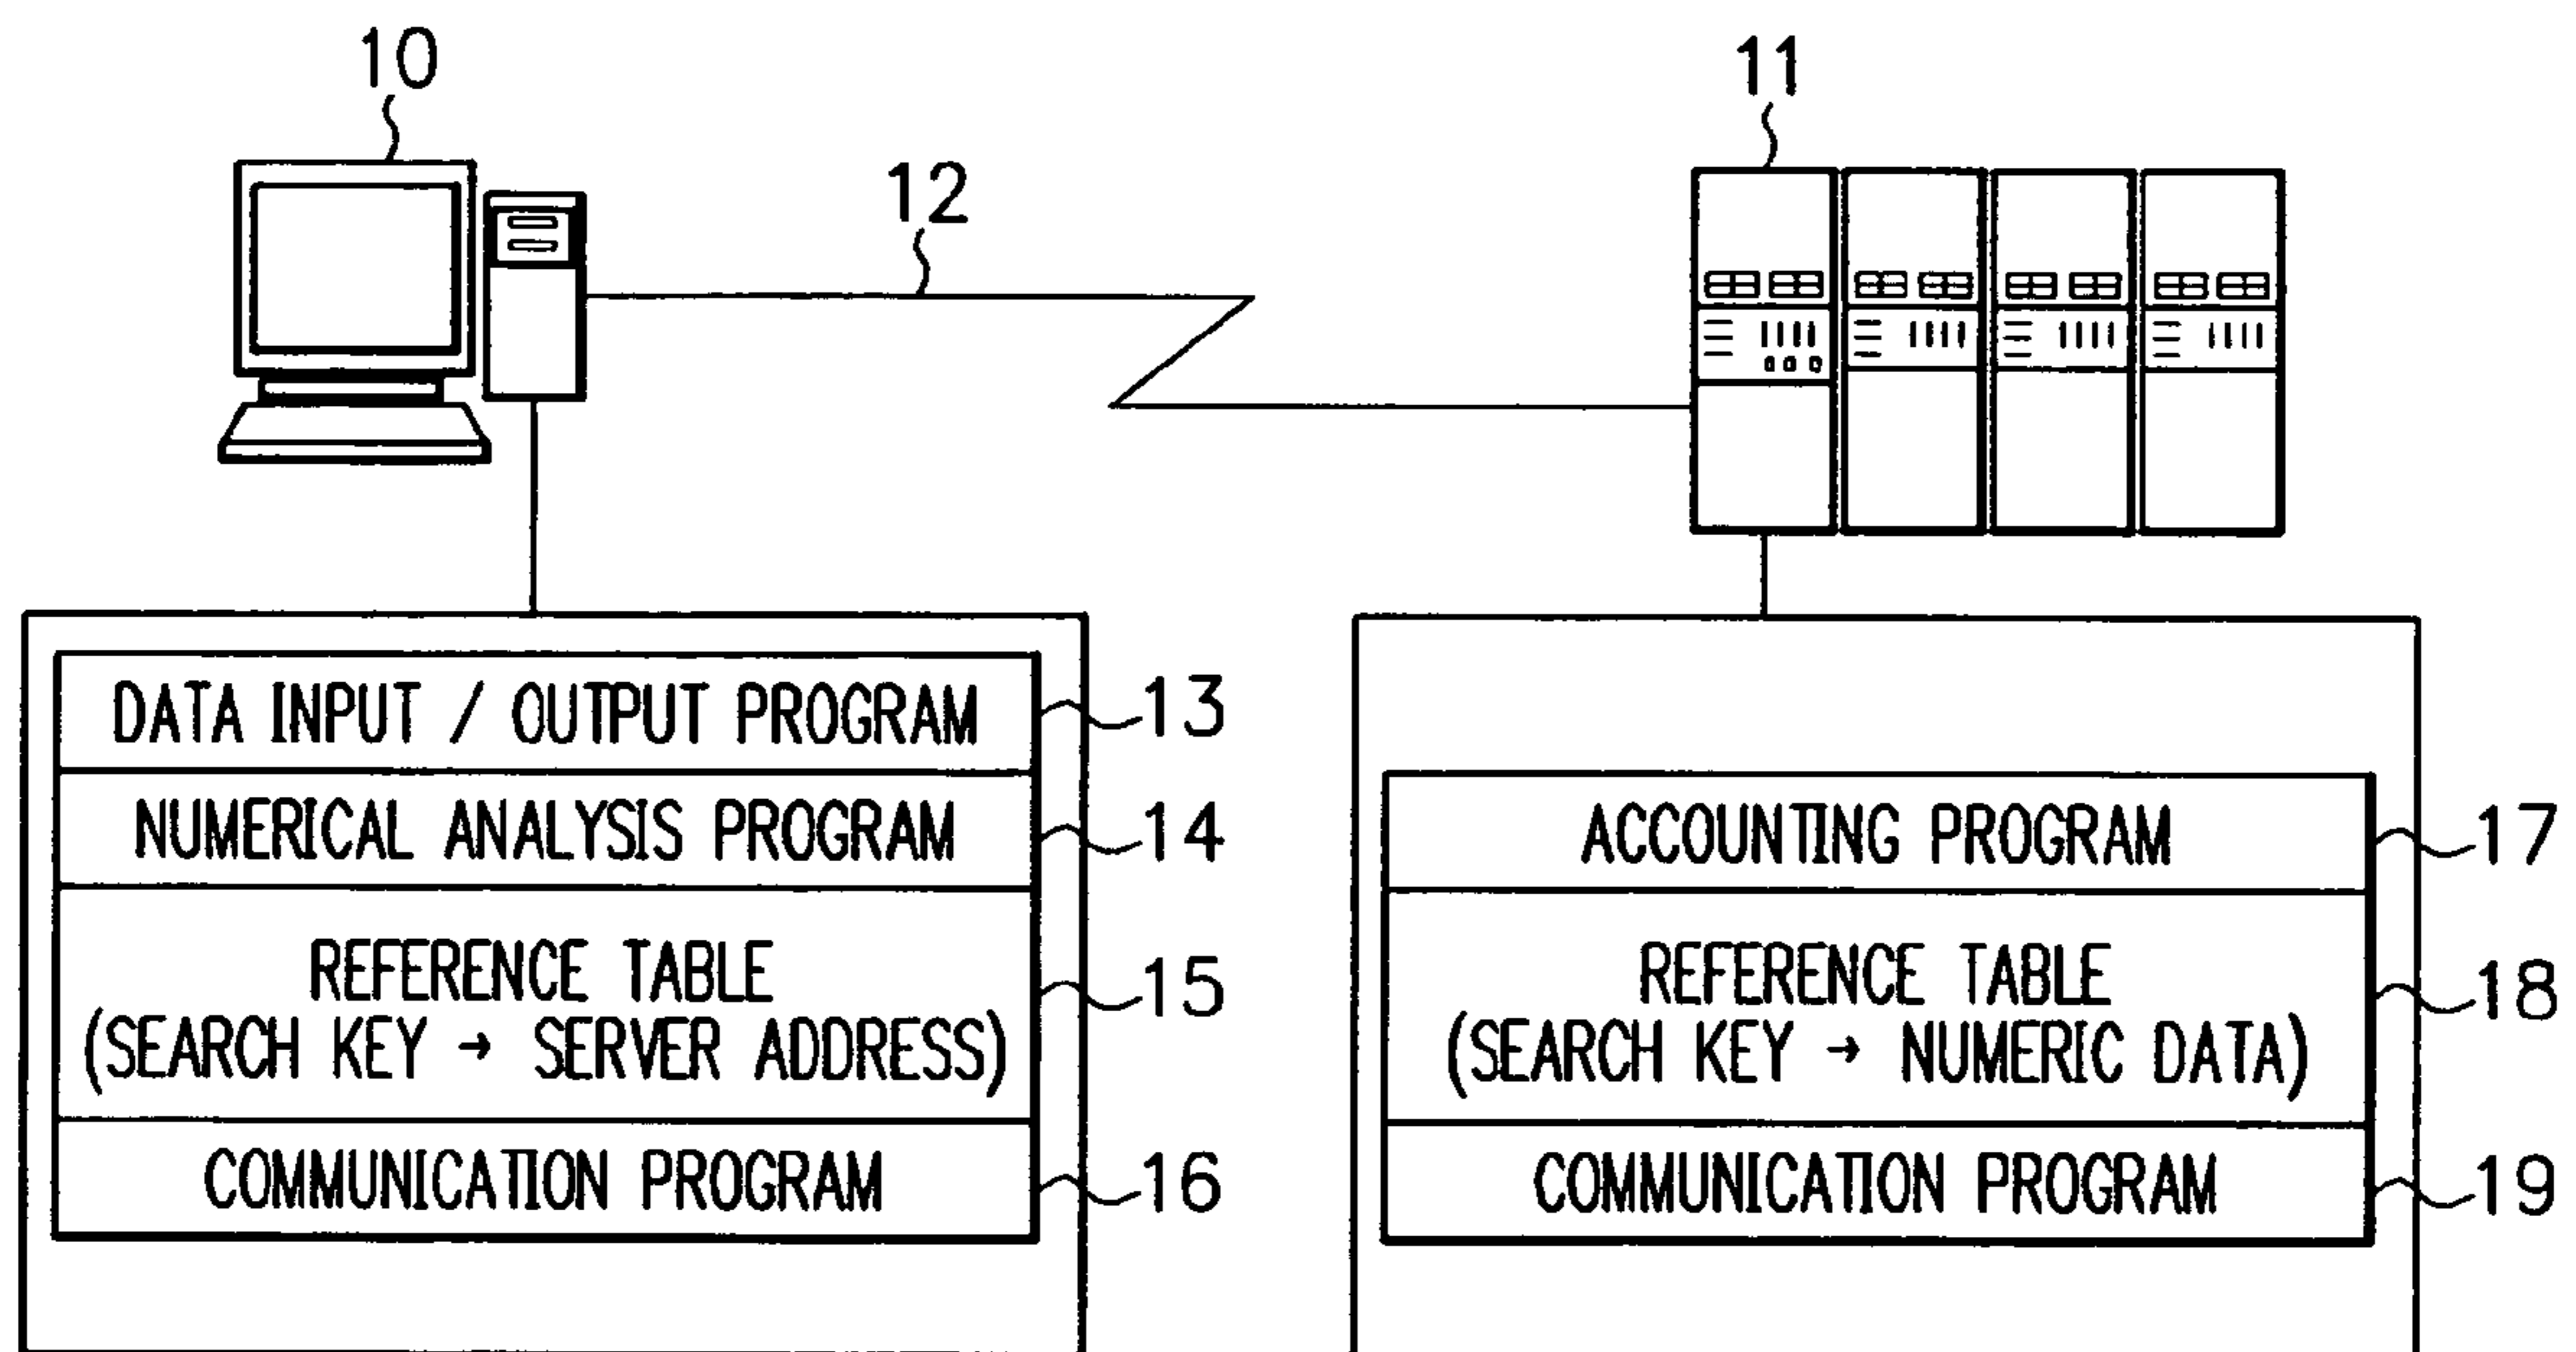 10
11
12
DATA INPUT / OUTPUT PROGRAM
13
NUMERICAL ANALYSIS PROGRAM
14
REFERENCE TABLE
(SEARCH KEY → SERVER ADDRESS)
15
COMMUNICATION PROGRAM
16
ACCOUNTING PROGRAM
17
REFERENCE TABLE
(SEARCH KEY → NUMERIC DATA)
18
COMMUNICATION PROGRAM
19